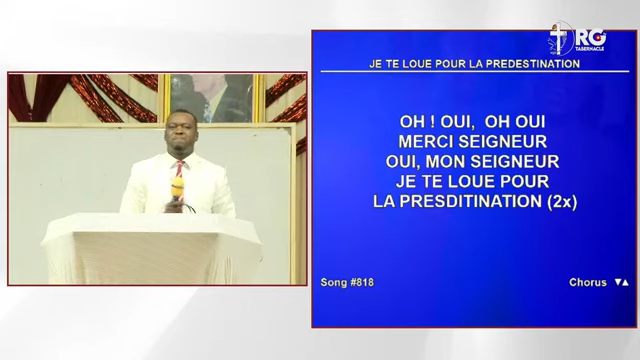 RG
TABERNACLE
JE TE LOUE POUR LA PREDESTINATION
OH ! OUI, OH OUI
MERCI SEIGNEUR
OUI, MON SEIGNEUR
JE TE LOUE POUR
LA PRESDITINATION (2x)
Song #818
Chorus ▼▲